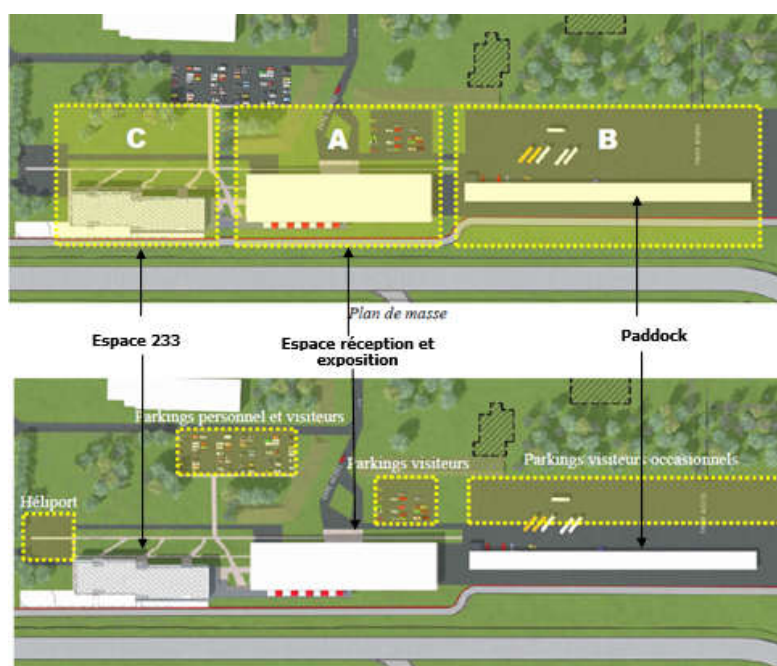 C
A
B
Plan de masse
Espace 233
Espace réception et
exposition
Paddock
Parkings personnel et visiteurs
Parkings visiteurs
Parkings visiteurs occasionnels
Héliport